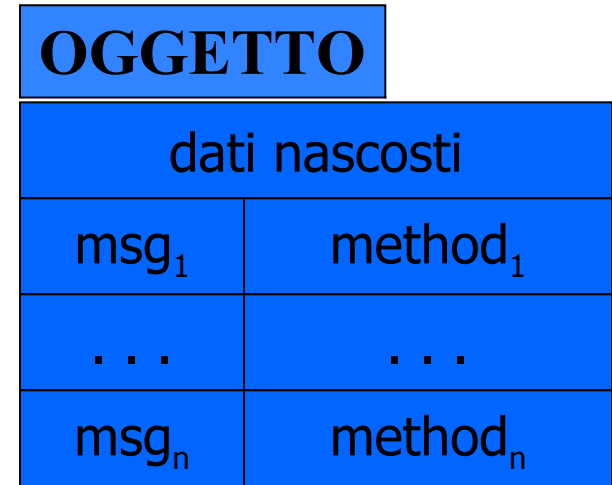 OGGETTO
dati nascosti
msg₁ method₁
. . . . . .
msgₙ methodₙ